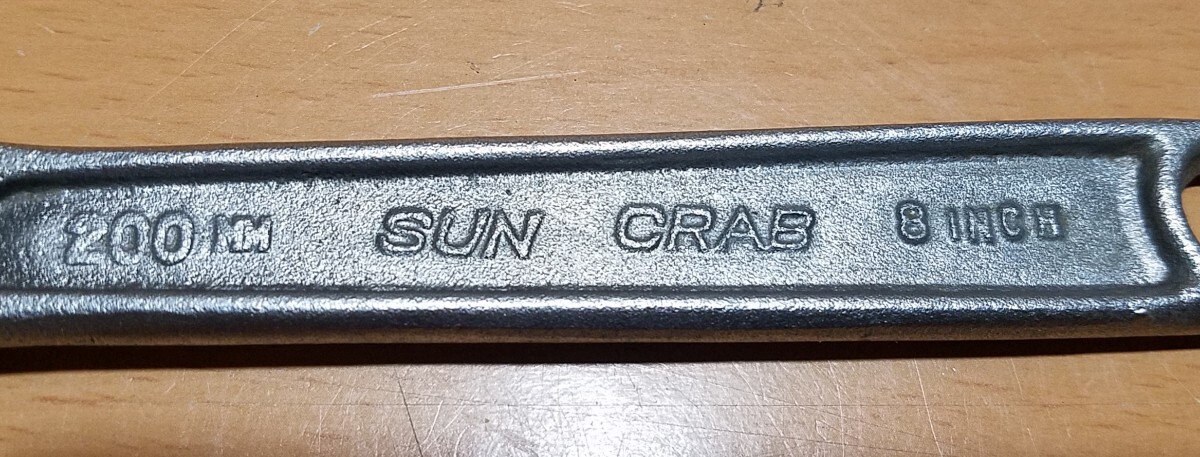 200MM SUN CRAB 8 INCH